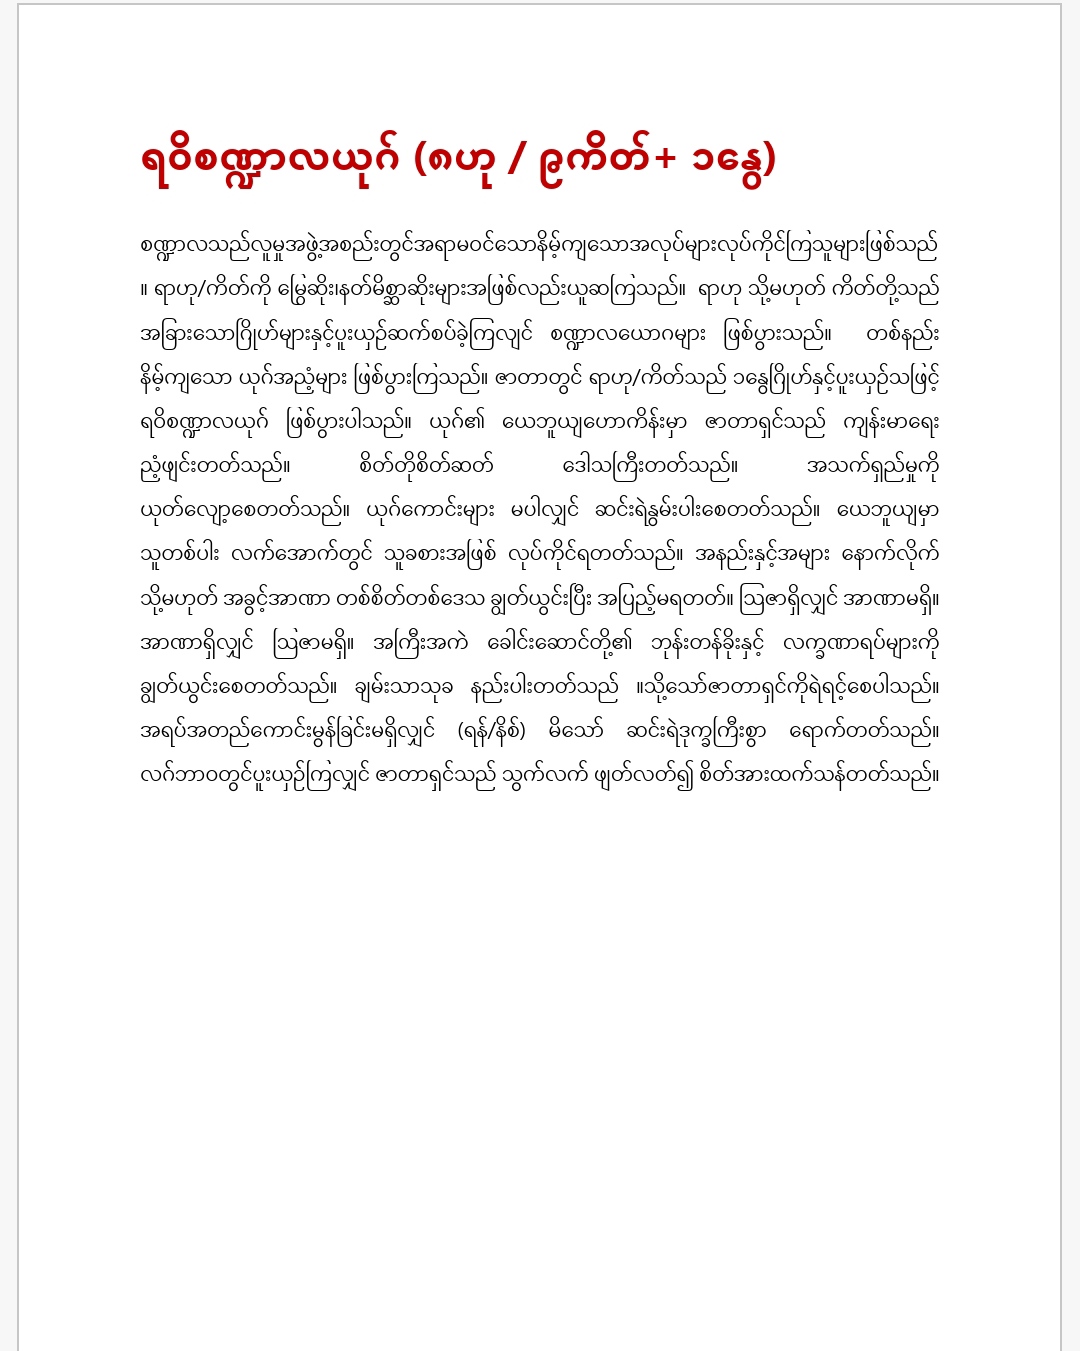 ရဝိစဏ္ဍာလယုဂ် (၈ဟု / ၉ကိတ်+ ၁နွေ)
စဏ္ဍာလသည်လူမှုအဖွဲ့အစည်းတွင်အရာမဝင်သောနိမ့်ကျသောအလုပ်များလုပ်ကိုင်ကြသူများဖြစ်သည်
။ ရာဟု/ကိတ်ကို မြွေဆိုး၊နတ်မိစ္ဆာဆိုးများအဖြစ်လည်းယူဆကြသည်။ ရာဟု သို့မဟုတ် ကိတ်တို့သည်
အခြားသောဂြိုဟ်များနှင့်ပူးယှဉ်ဆက်စပ်ခဲ့ကြလျင် စဏ္ဍာလယောဂများ ဖြစ်ပွားသည်။ တစ်နည်း
နိမ့်ကျသော ယုဂ်အညံ့များ ဖြစ်ပွားကြသည်။ ဇာတာတွင် ရာဟု/ကိတ်သည် ၁နွေဂြိုဟ်နှင့်ပူးယှဉ်သဖြင့်
ရဝိစဏ္ဍာလယုဂ် ဖြစ်ပွားပါသည်။ ယုဂ်၏ ယေဘူယျဟောကိန်းမှာ ဇာတာရှင်သည် ကျန်းမာရေး
ညံ့ဖျင်းတတ်သည်။ စိတ်တိုစိတ်ဆတ် ဒေါသကြီးတတ်သည်။ အသက်ရှည်မှုကို
ယုတ်လျော့စေတတ်သည်။ ယုဂ်ကောင်းများ မပါလျှင် ဆင်းရဲနွမ်းပါးစေတတ်သည်။ ယေဘူယျမှာ
သူတစ်ပါး လက်အောက်တွင် သူခစားအဖြစ် လုပ်ကိုင်ရတတ်သည်။ အနည်းနှင့်အများ နောက်လိုက်
သို့မဟုတ် အခွင့်အာဏာ တစ်စိတ်တစ်ဒေသ ချွတ်ယွင်းပြီး အပြည့်မရတတ်။ ဩဇာရှိလျှင် အာဏာမရှိ။
အာဏာရှိလျှင် ဩဇာမရှိ။ အကြီးအကဲ ခေါင်းဆောင်တို့၏ ဘုန်းတန်ခိုးနှင့် လက္ခဏာရပ်များကို
ချွတ်ယွင်းစေတတ်သည်။ ချမ်းသာသုခ နည်းပါးတတ်သည် ။သို့သော်ဇာတာရှင်ကိုရဲရင့်စေပါသည်။
အရပ်အတည်ကောင်းမွန်ခြင်းမရှိလျှင် (ရန်/နိစ်) မိသော် ဆင်းရဲဒုက္ခကြီးစွာ ရောက်တတ်သည်။
လဂ်ဘာဝတွင်ပူးယှဉ်ကြလျှင် ဇာတာရှင်သည် သွက်လက် ဖျတ်လတ်၍ စိတ်အားထက်သန်တတ်သည်။